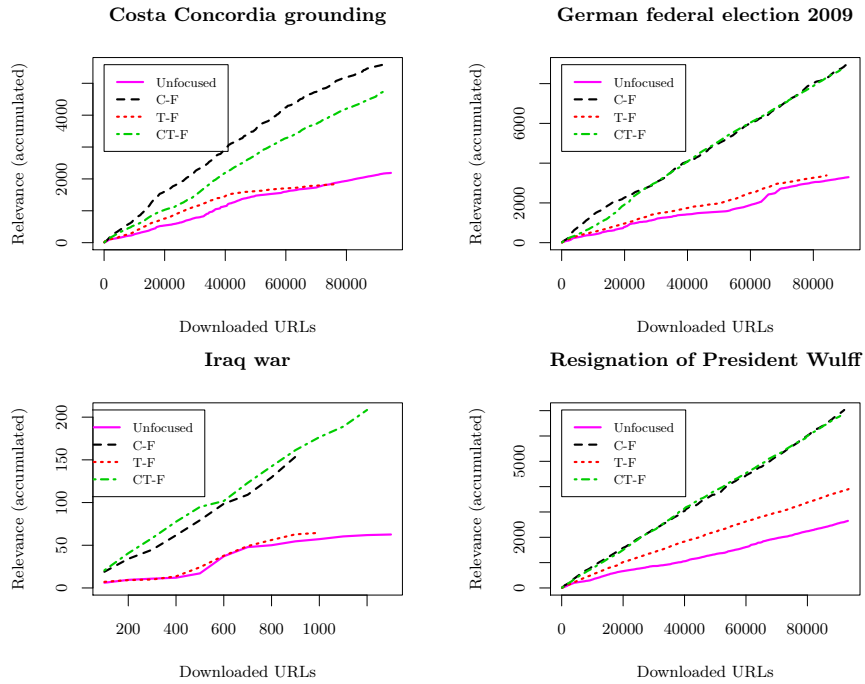 Costa Concordia grounding
Relevance (accumulated)
0
2000
4000
Unfocused
C-F
T-F
CT-F
0 20000 40000 60000 80000
Downloaded URLs
German federal election 2009
Relevance (accumulated)
0
2000
6000
Unfocused
C-F
T-F
CT-F
0 20000 40000 60000 80000
Downloaded URLs
Iraq war
Relevance (accumulated)
0
50
100
150
200
Unfocused
C-F
T-F
CT-F
200 400 600 800 1000
Downloaded URLs
Resignation of President Wulff
Relevance (accumulated)
0
2000
5000
Unfocused
C-F
T-F
CT-F
0 20000 40000 60000 80000
Downloaded URLs